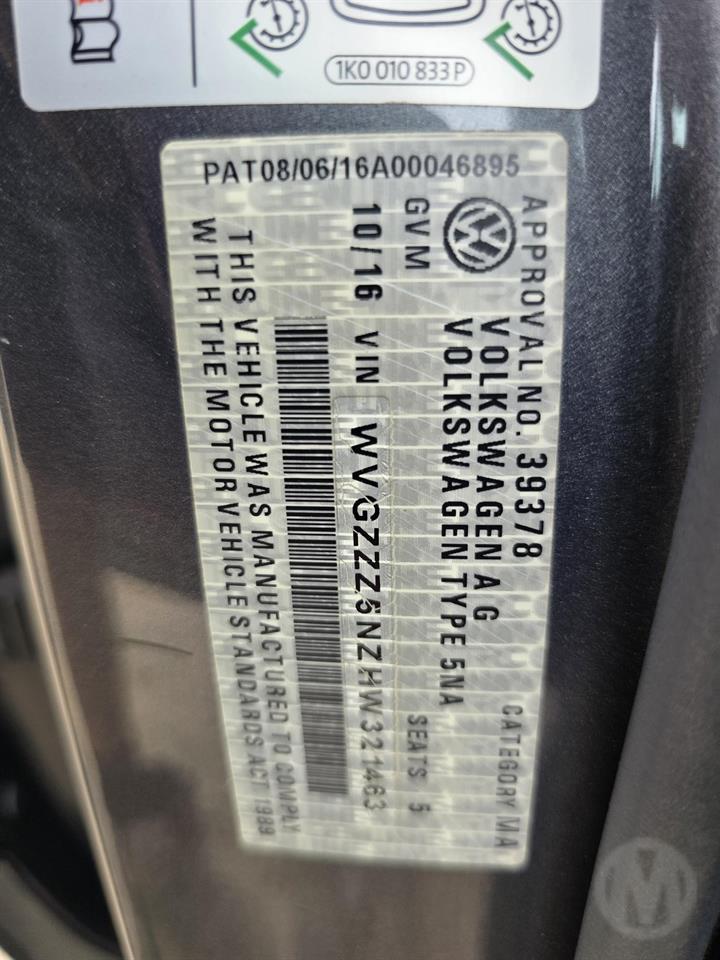 1K0 010 833 P
PAT08/06/16A00046895
APPROVAL NO. 39378 CATEGORY MA
VOLKSWAGEN AG
VOLKSWAGEN TYPE 5NA
GVM SEATS 5
10/16 VIN WVGZZZ5NZHW321463
THIS VEHICLE WAS MANUFACTURED TO COMPLY
WITH THE MOTOR VEHICLE STANDARDS ACT 1989